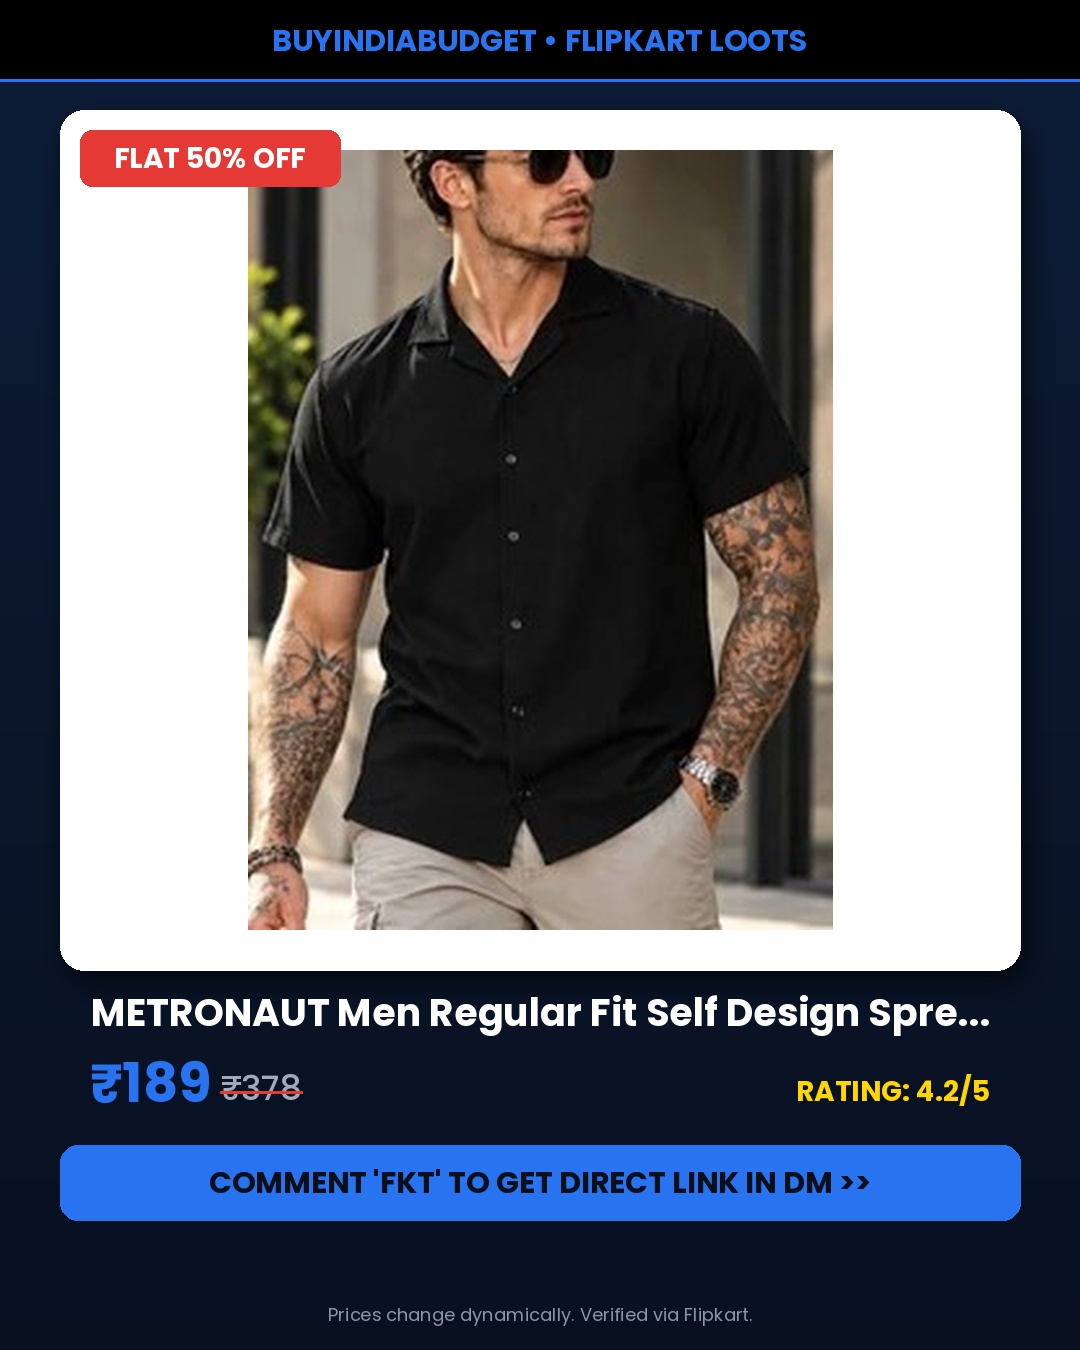 BUYINDIABUDGET • FLIPKART LOOTS
FLAT 50% OFF
METRONAUT Men Regular Fit Self Design Spre...
₹189 ₹378
RATING: 4.2/5
COMMENT 'FKT' TO GET DIRECT LINK IN DM >>
Prices change dynamically. Verified via Flipkart.